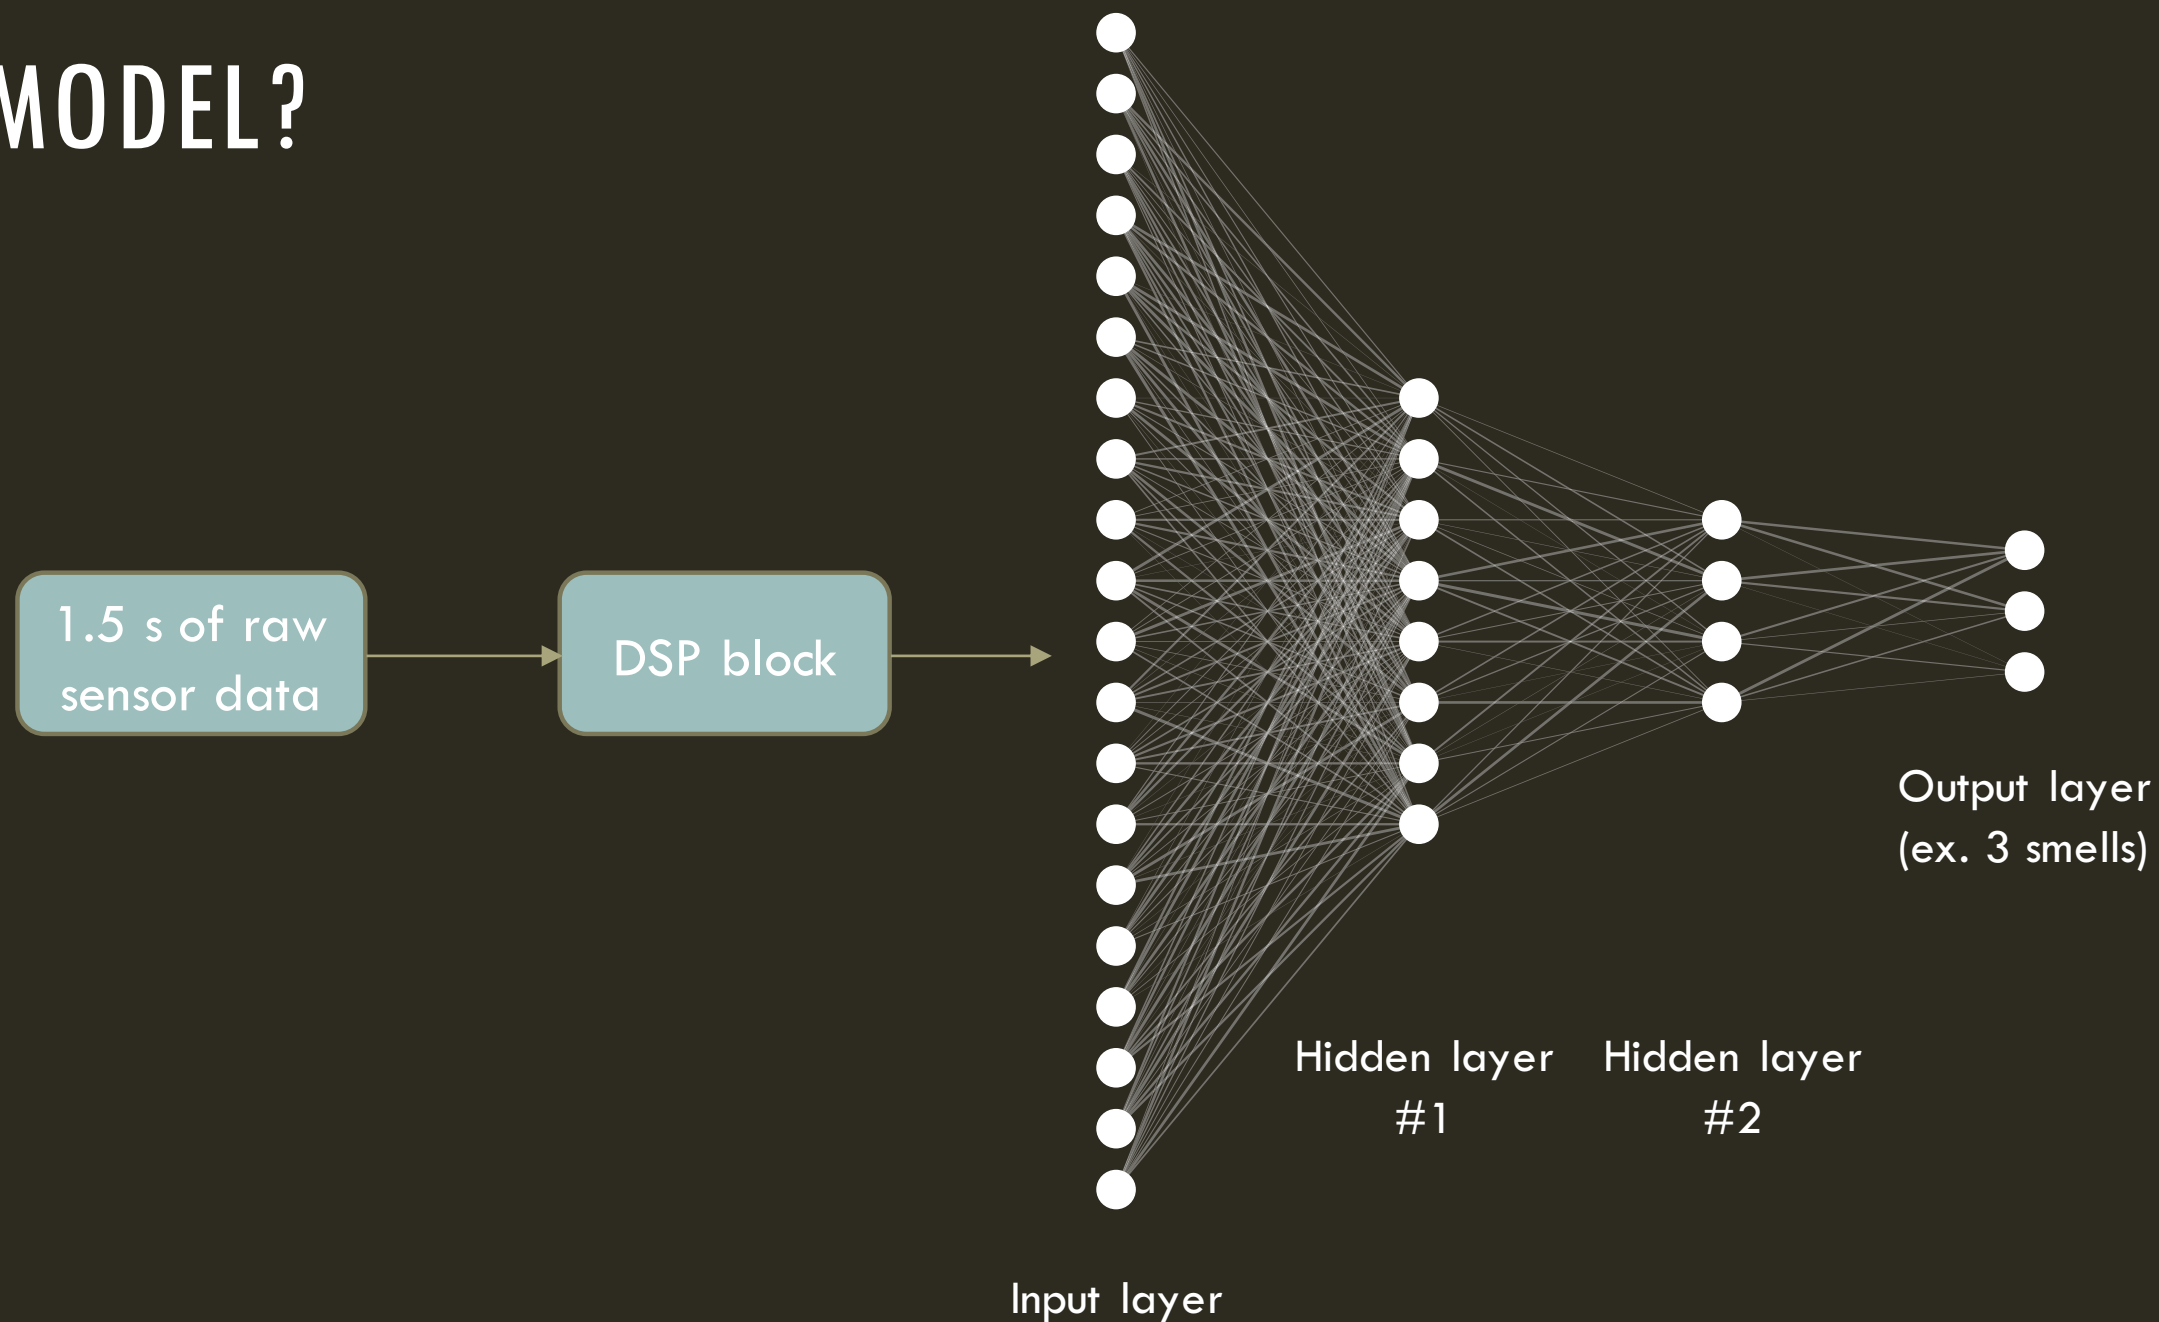 MODEL?
1.5 s of raw
sensor data
DSP block
Output layer
(ex. 3 smells)
Hidden layer
#1
Hidden layer
#2
Input layer